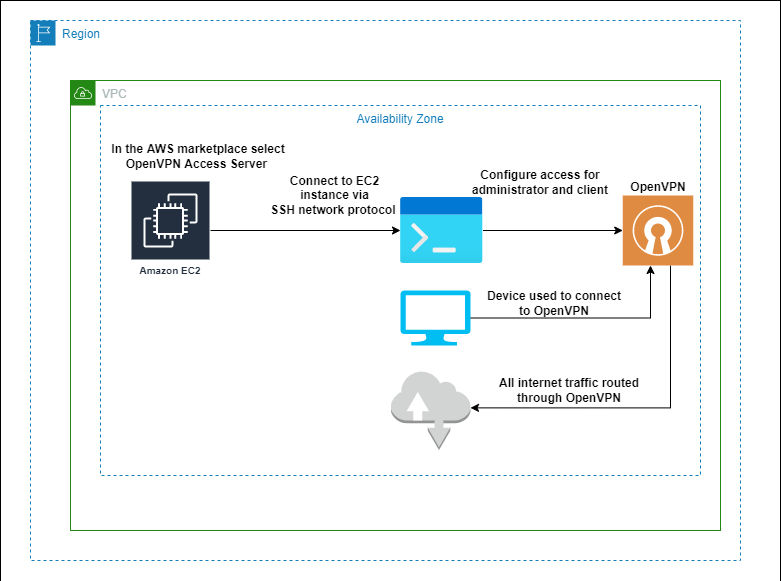 Region
VPC
Availability Zone
In the AWS marketplace select
OpenVPN Access Server
Amazon EC2
Connect to EC2
instance via
SSH network protocol
Configure access for
administrator and client
OpenVPN
Device used to connect
to OpenVPN
All internet traffic routed
through OpenVPN